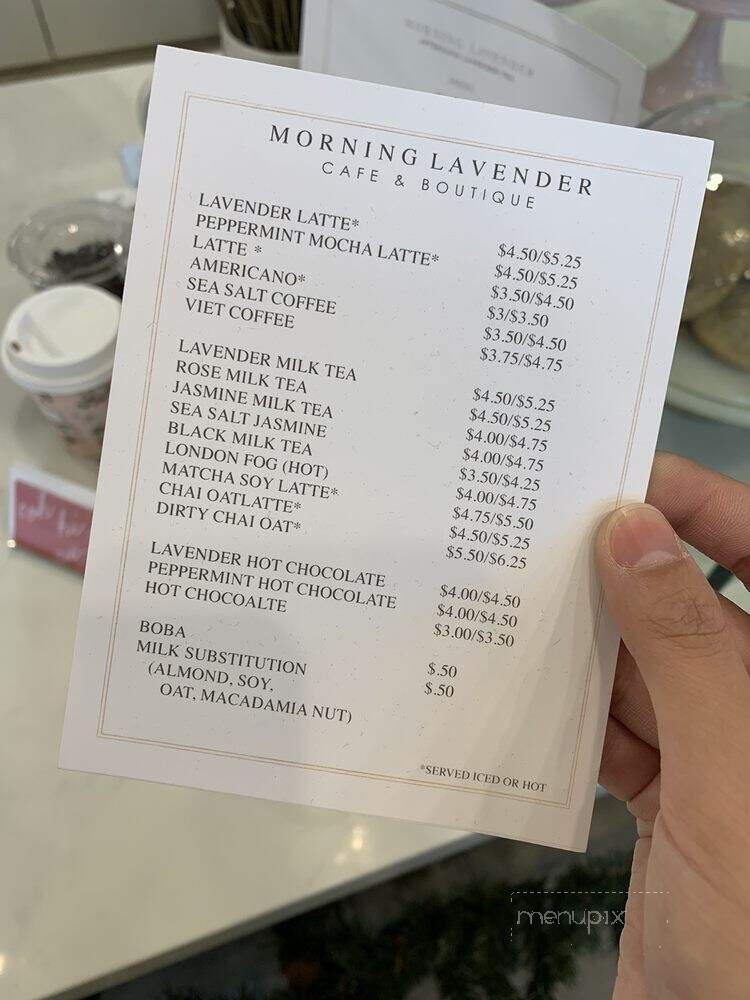 MORNING LAVENDER
MORNING LAVENDER
CAFE & BOUTIQUE
LAVENDER LATTE* $4.50/$5.25
PEPPERMINT MOCHA LATTE* $4.50/$5.25
LATTE * $3.50/$4.50
AMERICANO* $3/$3.50
SEA SALT COFFEE $3.50/$4.50
VIET COFFEE $3.75/$4.75
LAVENDER MILK TEA $4.50/$5.25
ROSE MILK TEA $4.50/$5.25
JASMINE MILK TEA $4.00/$4.75
SEA SALT JASMINE $4.00/$4.75
BLACK MILK TEA $3.50/$4.25
LONDON FOG (HOT) $4.00/$4.75
MATCHA SOY LATTE* $4.75/$5.50
CHAI OATLATTE* $4.50/$5.25
DIRTY CHAI OAT* $5.50/$6.25
LAVENDER HOT CHOCOLATE $4.00/$4.50
PEPPERMINT HOT CHOCOLATE $4.00/$4.50
HOT CHOCOALTE $3.00/$3.50
BOBA $.50
MILK SUBSTITUTION $.50
(ALMOND, SOY,
OAT, MACADAMIA NUT)
*SERVED ICED OR HOT
menupix